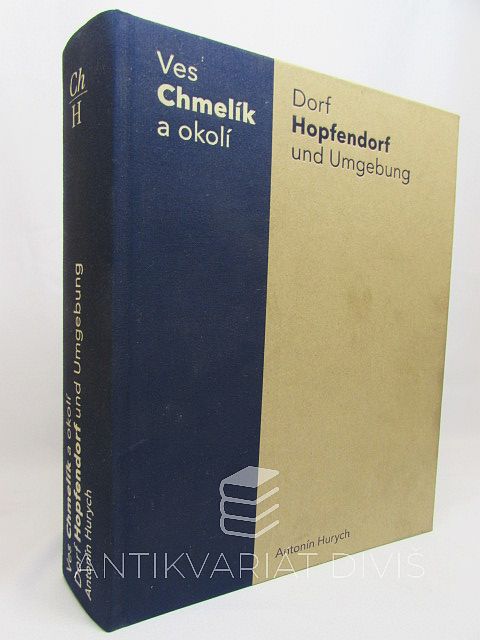 Ch
H
Ves Chmelík a okolí
Dorf Hopfendorf und Umgebung
Antonín Hurych
Ves
Chmelík
a okolí
Dorf
Hopfendorf
und Umgebung
Antonín Hurych
ANTIKVARIÁT DIVIŠ